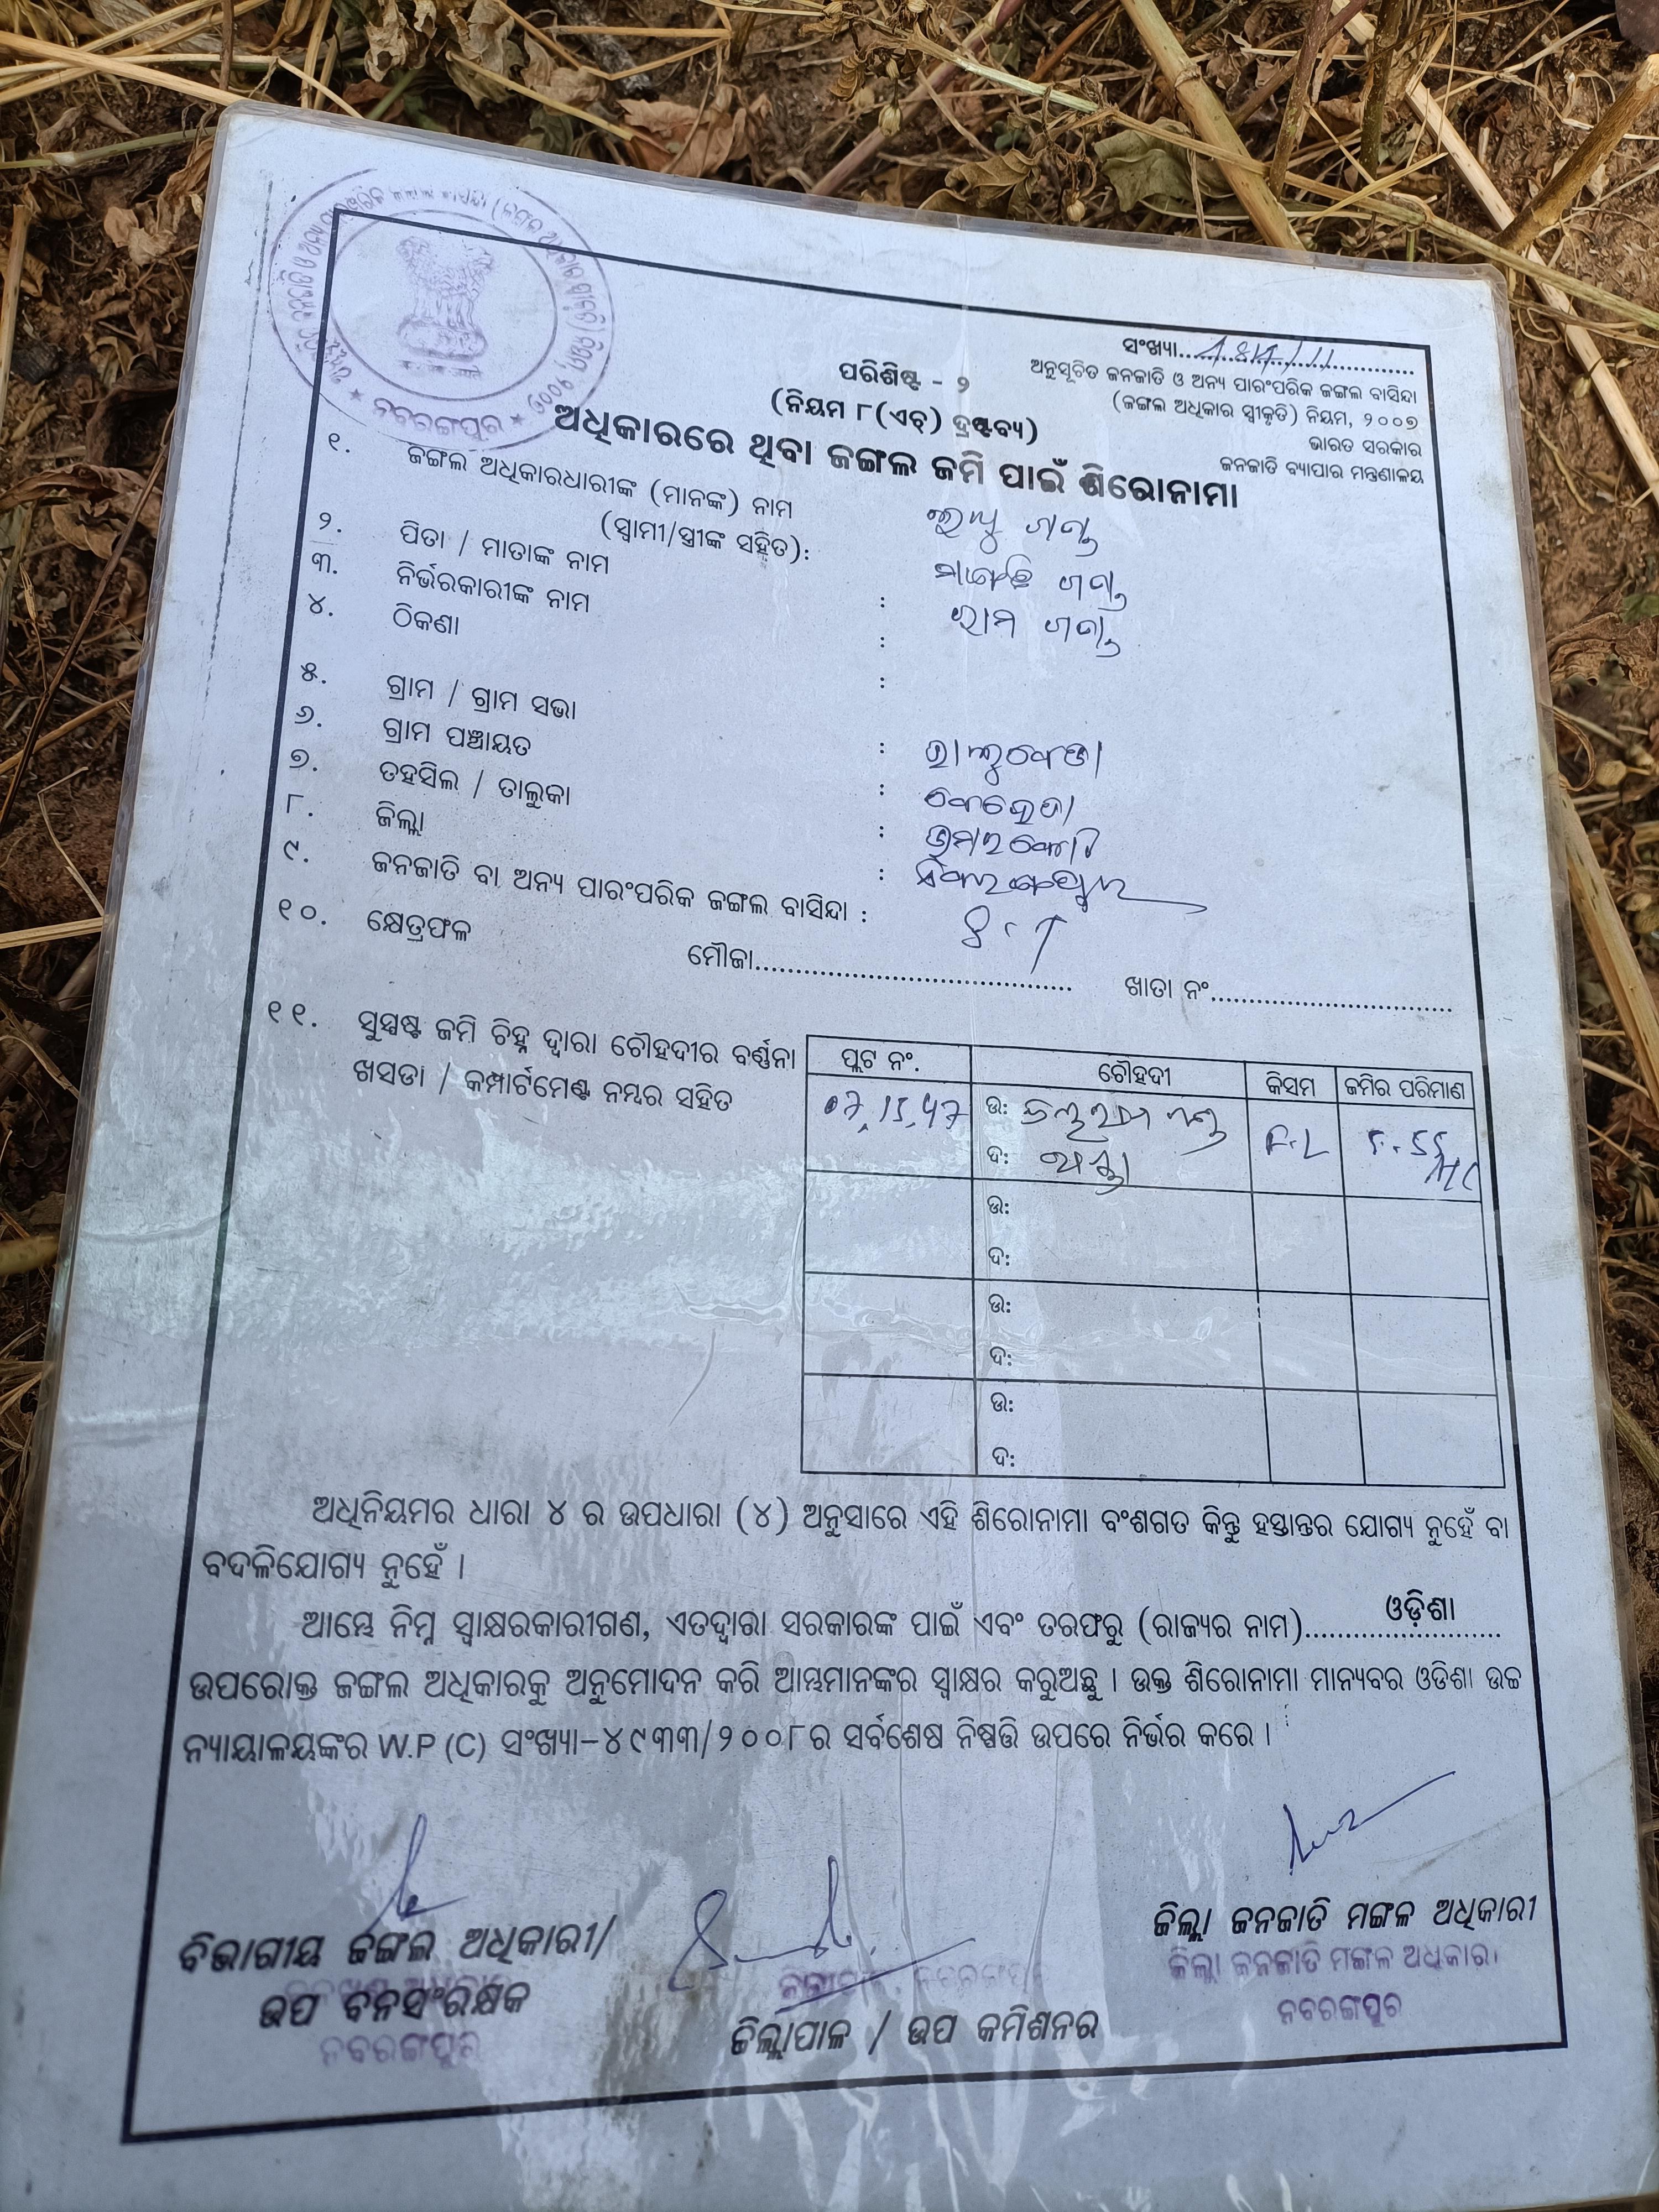 ସଂଖ୍ୟା
ପରିଶିଷ୍ଟ - ୨
ଅନୁସୂଚିତ ଜନଜାତି ଓ ଅନ୍ୟ ପାରଂପରିକ ଜଙ୍ଗଲ ବାସିନ୍ଦା
(ନିୟମ ୮(ଏଚ୍) ଦ୍ରଷ୍ଟବ୍ୟ)
(ଜଙ୍ଗଲ ଅଧିକାର ସ୍ୱୀକୃତି) ନିୟମ, ୨୦୦୭
ଭାରତ ସରକାର
ଜନଜାତି ବ୍ୟାପାର ମନ୍ତ୍ରଣାଳୟ
ନବରଙ୍ଗପୁର
ଅଧିକାରରେ ଥିବା ଜଙ୍ଗଲ ଜମି ପାଇଁ ଶିରୋନାମା
୧. ଜଙ୍ଗଲ ଅଧିକାରଧାରୀଙ୍କ (ମାନଙ୍କ) ନାମ
(ସ୍ୱାମୀ/ସ୍ତ୍ରୀଙ୍କ ସହିତ):
୨. ପିତା / ମାତାଙ୍କ ନାମ :
୩. ନିର୍ଭରକାରୀଙ୍କ ନାମ : ରାମ ଗଣ୍ଡ
୪. ଠିକଣା :
୫. ଗ୍ରାମ / ଗ୍ରାମ ସଭା :
୬. ଗ୍ରାମ ପଞ୍ଚାୟତ :
୭. ତହସିଲ / ତାଲୁକା :
୮. ଜିଲ୍ଲା :
୯. ଜନଜାତି ବା ଅନ୍ୟ ପାରଂପରିକ ଜଙ୍ଗଲ ବାସିନ୍ଦା : S.T
୧୦. କ୍ଷେତ୍ରଫଳ ମୌଜା ଖାତା ନଂ
୧୧. ସୁସ୍ପଷ୍ଟ ଜମି ଚିହ୍ନ ଦ୍ୱାରା ଚୌହଦୀର ବର୍ଣ୍ଣନା
ଖସଡା / କମ୍ପାର୍ଟମେଣ୍ଟ ନମ୍ବର ସହିତ
ପ୍ଲଟ ନଂ. ଚୌହଦୀ କିସମ ଜମିର ପରିମାଣ
ଉ: F.L
ଦ:
ଉ:
ଦ:
ଉ:
ଦ:
ଉ:
ଦ:
ଅଧିନିୟମର ଧାରା ୪ ର ଉପଧାରା (୪) ଅନୁସାରେ ଏହି ଶିରୋନାମା ବଂଶଗତ କିନ୍ତୁ ହସ୍ତାନ୍ତର ଯୋଗ୍ୟ ନୁହେଁ ବା
ବଦଳିଯୋଗ୍ୟ ନୁହେଁ ।
ଆମ୍ଭେ ନିମ୍ନ ସ୍ୱାକ୍ଷରକାରୀଗଣ, ଏତଦ୍ଦ୍ୱାରା ସରକାରଙ୍କ ପାଇଁ ଏବଂ ତରଫରୁ (ରାଜ୍ୟର ନାମ) ଓଡ଼ିଶା
ଉପରୋକ୍ତ ଜଙ୍ଗଲ ଅଧିକାରକୁ ଅନୁମୋଦନ କରି ଆମ୍ଭମାନଙ୍କର ସ୍ୱାକ୍ଷର କରୁଅଛୁ । ଉକ୍ତ ଶିରୋନାମା ମାନ୍ୟବର ଓଡିଶା ଉଚ୍ଚ
ନ୍ୟାୟାଳୟଙ୍କର W.P (C) ସଂଖ୍ୟା-୪୯୩୩/୨୦୦୮ର ସର୍ବଶେଷ ନିଷ୍ପତ୍ତି ଉପରେ ନିର୍ଭର କରେ ।
ବିଭାଗୀୟ ଜଙ୍ଗଲ ଅଧିକାରୀ/
ଉପ ବନସଂରକ୍ଷକ
ନବରଙ୍ଗପୁର
ଜିଲ୍ଲାପାଳ / ଉପ କମିଶନର
ଜିଲ୍ଲା ଜନଜାତି ମଙ୍ଗଳ ଅଧିକାରୀ
ଜିଲ୍ଲା ଜନଜାତି ମଙ୍ଗଳ ଅଧିକାରୀ
ନବରଙ୍ଗପୁର